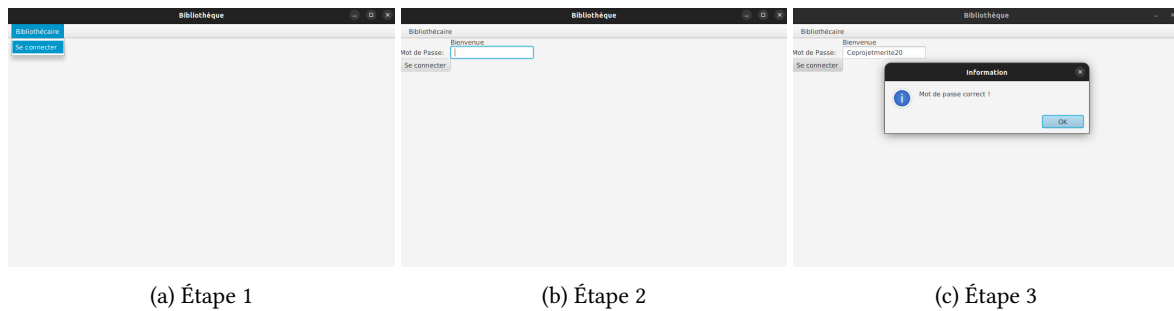 Bibliothèque
Bibliothécaire
Se connecter
(a) Étape 1
Bibliothèque
Bibliothécaire
Bienvenue
Mot de Passe:
Se connecter
(b) Étape 2
Bibliothèque
Bibliothécaire
Bienvenue
Mot de Passe: Ceprojetmerite20
Se connecter
Information
Mot de passe correct !
OK
(c) Étape 3